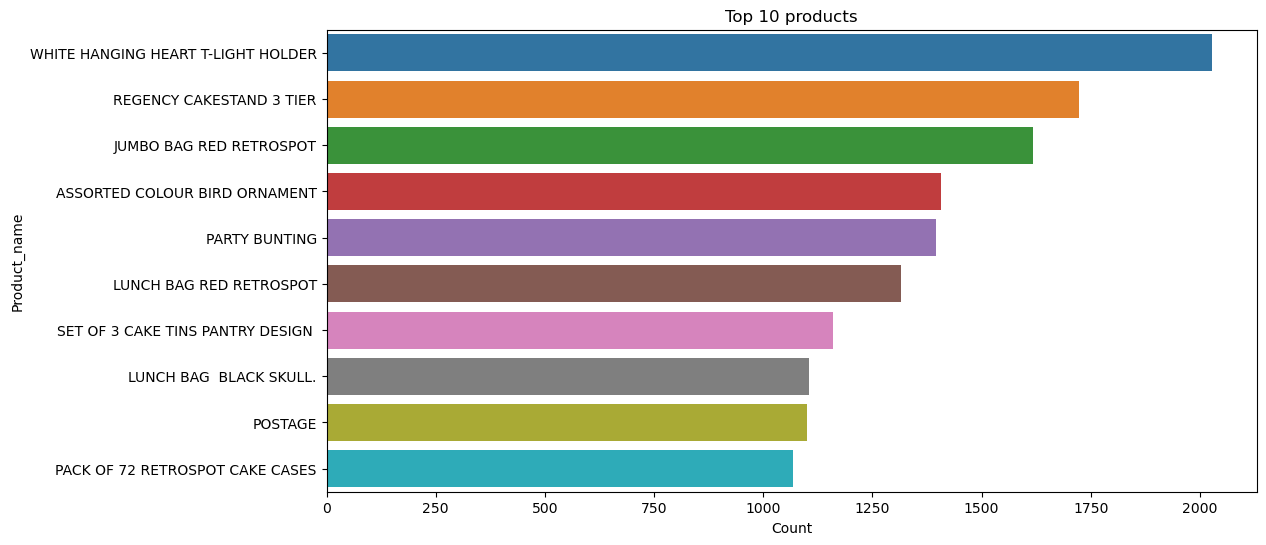 Top 10 products
WHITE HANGING HEART T-LIGHT HOLDER
REGENCY CAKESTAND 3 TIER
JUMBO BAG RED RETROSPOT
ASSORTED COLOUR BIRD ORNAMENT
PARTY BUNTING
LUNCH BAG RED RETROSPOT
SET OF 3 CAKE TINS PANTRY DESIGN
LUNCH BAG  BLACK SKULL.
POSTAGE
PACK OF 72 RETROSPOT CAKE CASES
Product_name
0 250 500 750 1000 1250 1500 1750 2000
Count